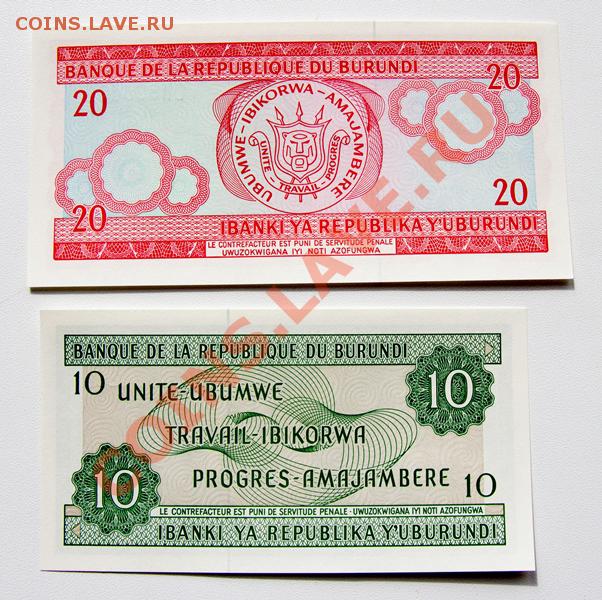 COINS.LAVE.RU
BANQUE DE LA REPUBLIQUE DU BURUNDI
20 20
UBUMWE-IBIKORWA-AMAJAMBERE
UNITE - TRAVAIL - PROGRES
20 20
IBANKI YA REPUBLIKA Y'UBURUNDI
LE CONTREFACTEUR EST PUNI DE SERVITUDE PENALE
UWUZOKWIGANA IYI NOTI AZOFUNGWA
COINS.LAVE.RU
BANQUE DE LA REPUBLIQUE DU BURUNDI
10 UNITE-UBUMWE 10
TRAVAIL-IBIKORWA
10 PROGRES-AMAJAMBERE 10
LE CONTREFACTEUR EST PUNI DE SERVITUDE PENALE - UWUZOKWIGANA IYI NOTI AZOFUNGWA
IBANKI YA REPUBLIKA Y'UBURUNDI